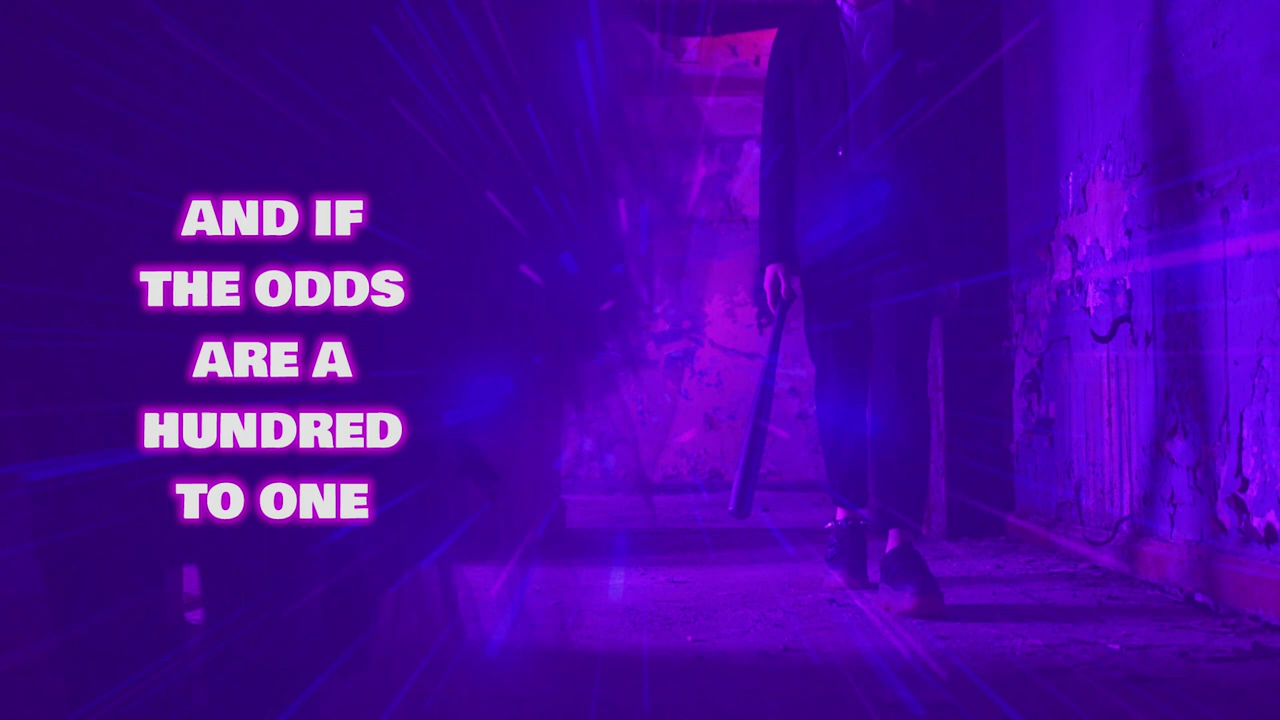 AND IF
THE ODDS
ARE A
HUNDRED
TO ONE